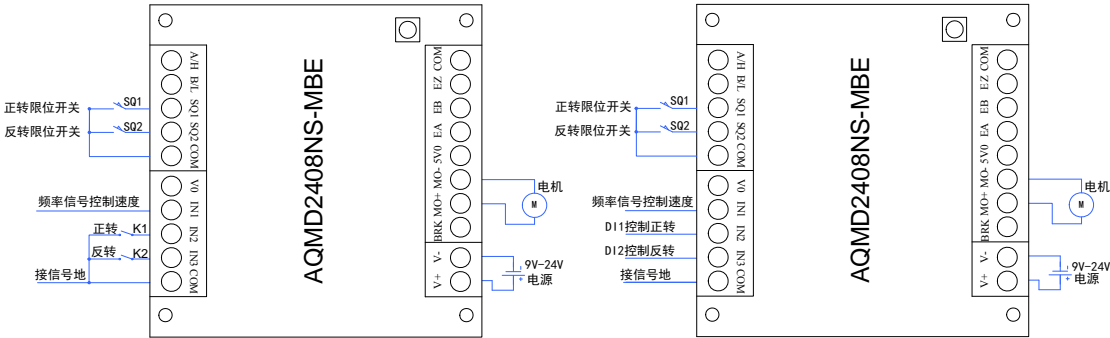 A/H
B/L
SQ1
SQ2
COM
V0
IN1
IN2
IN3
COM
正转限位开关
SQ1
反转限位开关
SQ2
频率信号控制速度
正转
K1
反转
K2
接信号地
AQMD2408NS-MBE
COM
EZ
EB
EA
5V0
MO-
MO+
BRK
V-
V+
电机
M
9V-24V
电源
A/H
B/L
SQ1
SQ2
COM
V0
IN1
IN2
IN3
COM
正转限位开关
SQ1
反转限位开关
SQ2
频率信号控制速度
DI1控制正转
DI2控制反转
接信号地
AQMD2408NS-MBE
COM
EZ
EB
EA
5V0
MO-
MO+
BRK
V-
V+
电机
M
9V-24V
电源